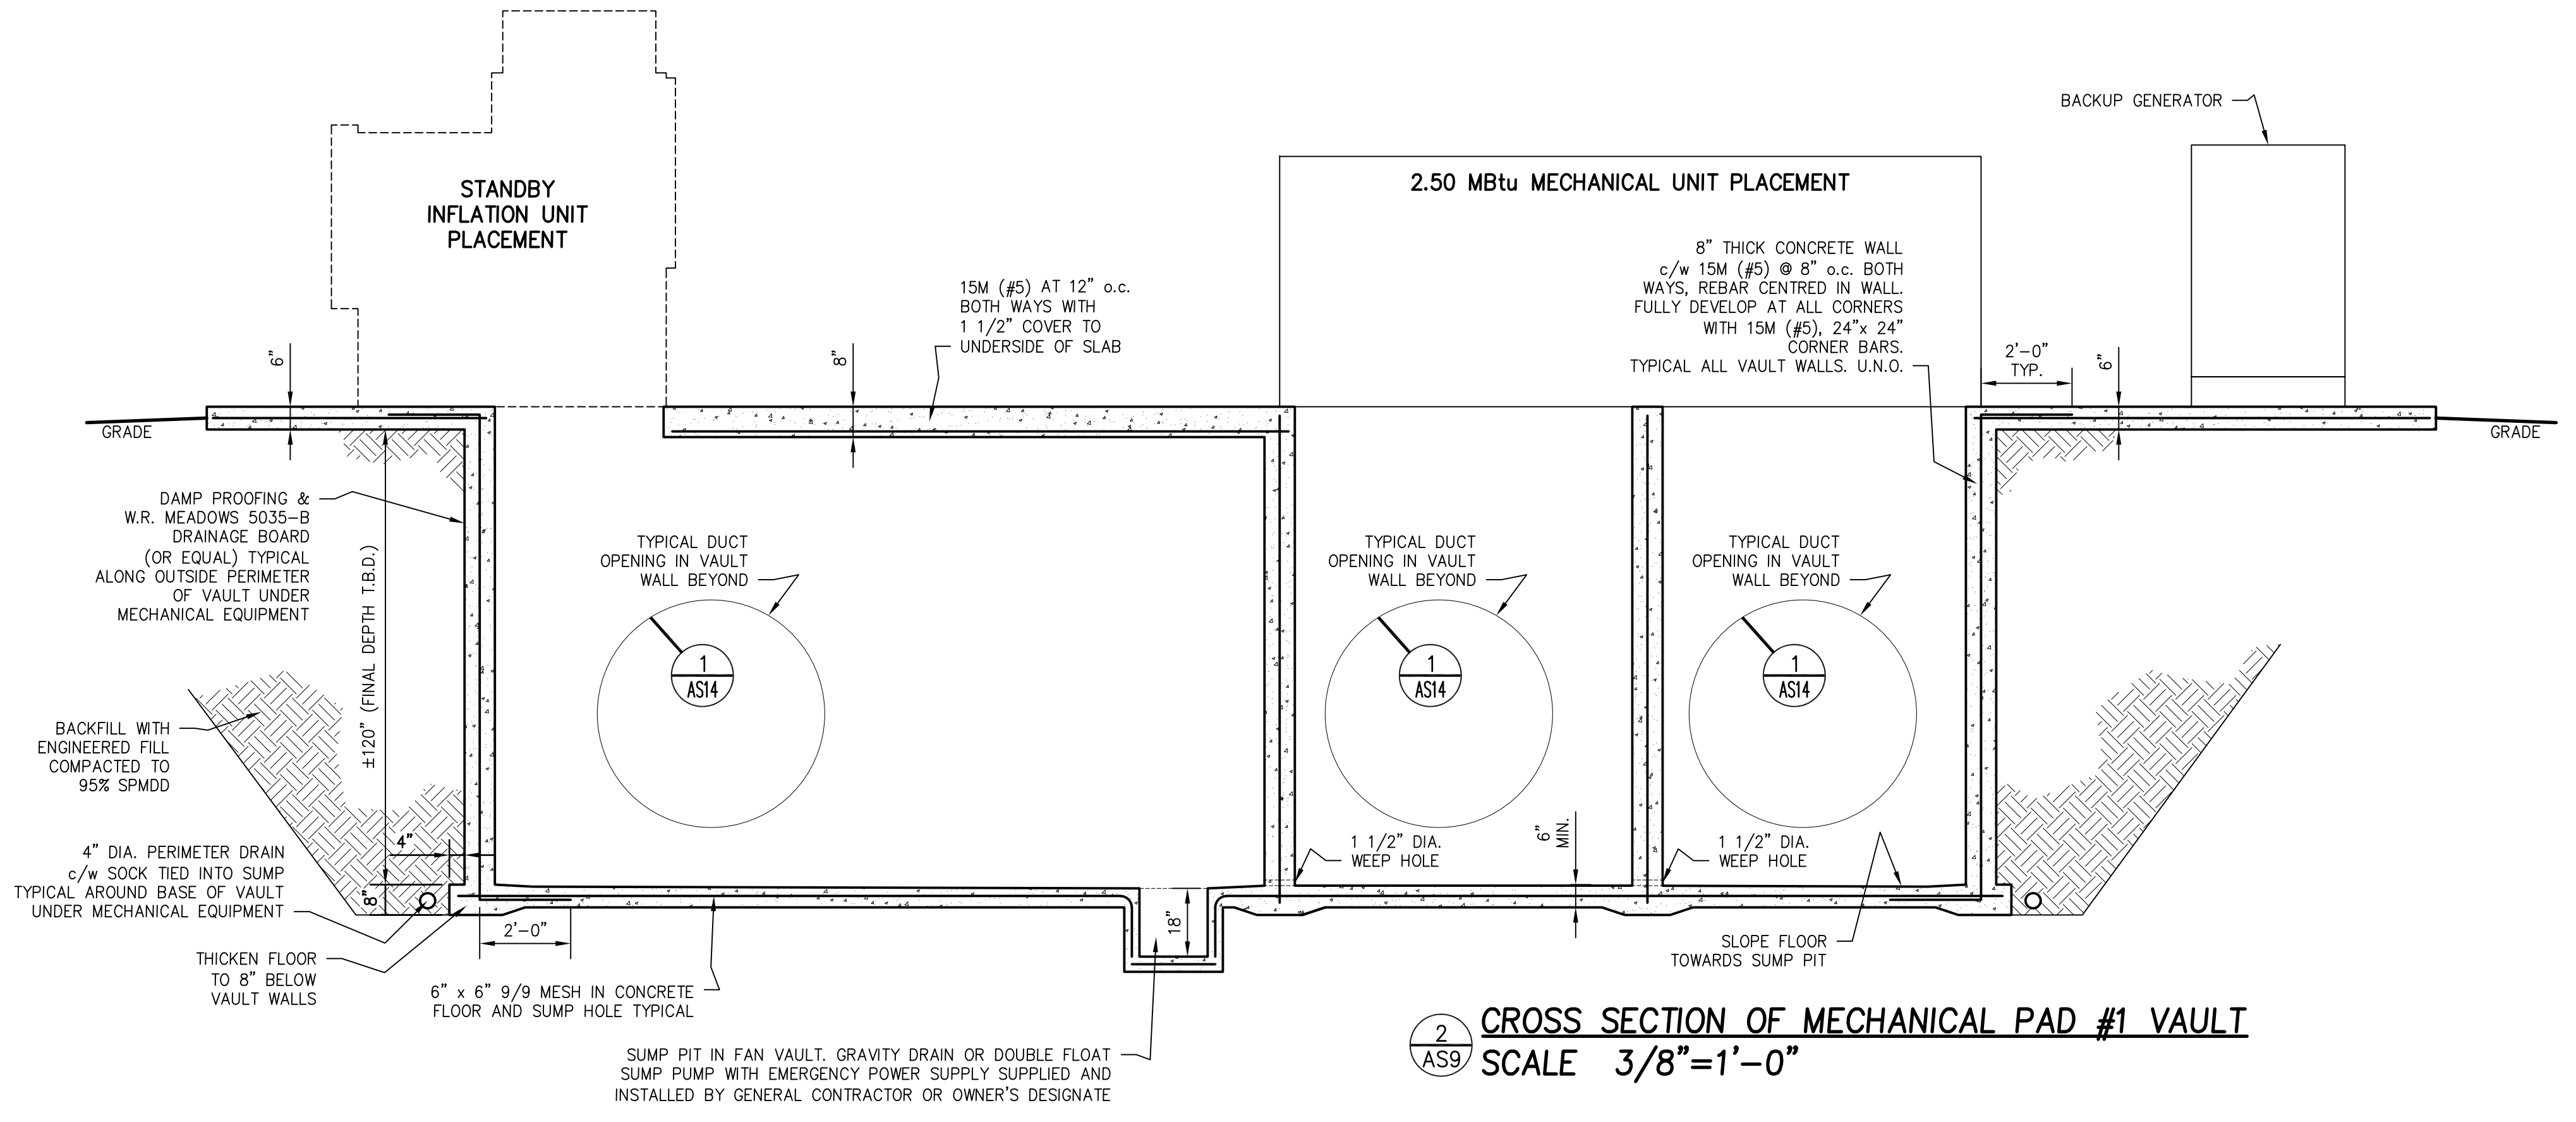 BACKUP GENERATOR
STANDBY
INFLATION UNIT
PLACEMENT
2.50 MBtu MECHANICAL UNIT PLACEMENT
8" THICK CONCRETE WALL
c/w 15M (#5) @ 8" o.c. BOTH
WAYS, REBAR CENTRED IN WALL.
FULLY DEVELOP AT ALL CORNERS
WITH 15M (#5), 24"x 24"
CORNER BARS.
TYPICAL ALL VAULT WALLS. U.N.O.
15M (#5) AT 12" o.c.
BOTH WAYS WITH
1 1/2" COVER TO
UNDERSIDE OF SLAB
6"
8"
2'-0"
TYP.
6"
GRADE
GRADE
DAMP PROOFING &
W.R. MEADOWS 5035-B
DRAINAGE BOARD
(OR EQUAL) TYPICAL
ALONG OUTSIDE PERIMETER
OF VAULT UNDER
MECHANICAL EQUIPMENT
±120" (FINAL DEPTH T.B.D.)
TYPICAL DUCT
OPENING IN VAULT
WALL BEYOND
1
AS14
TYPICAL DUCT
OPENING IN VAULT
WALL BEYOND
1
AS14
TYPICAL DUCT
OPENING IN VAULT
WALL BEYOND
1
AS14
BACKFILL WITH
ENGINEERED FILL
COMPACTED TO
95% SPMDD
4"
8"
4" DIA. PERIMETER DRAIN
c/w SOCK TIED INTO SUMP
TYPICAL AROUND BASE OF VAULT
UNDER MECHANICAL EQUIPMENT
1 1/2" DIA.
WEEP HOLE
6"
MIN.
1 1/2" DIA.
WEEP HOLE
2'-0"
18"
THICKEN FLOOR
TO 8" BELOW
VAULT WALLS
6" x 6" 9/9 MESH IN CONCRETE
FLOOR AND SUMP HOLE TYPICAL
SLOPE FLOOR
TOWARDS SUMP PIT
SUMP PIT IN FAN VAULT. GRAVITY DRAIN OR DOUBLE FLOAT
SUMP PUMP WITH EMERGENCY POWER SUPPLY SUPPLIED AND
INSTALLED BY GENERAL CONTRACTOR OR OWNER'S DESIGNATE
2
AS9
CROSS SECTION OF MECHANICAL PAD #1 VAULT
SCALE 3/8"=1'-0"